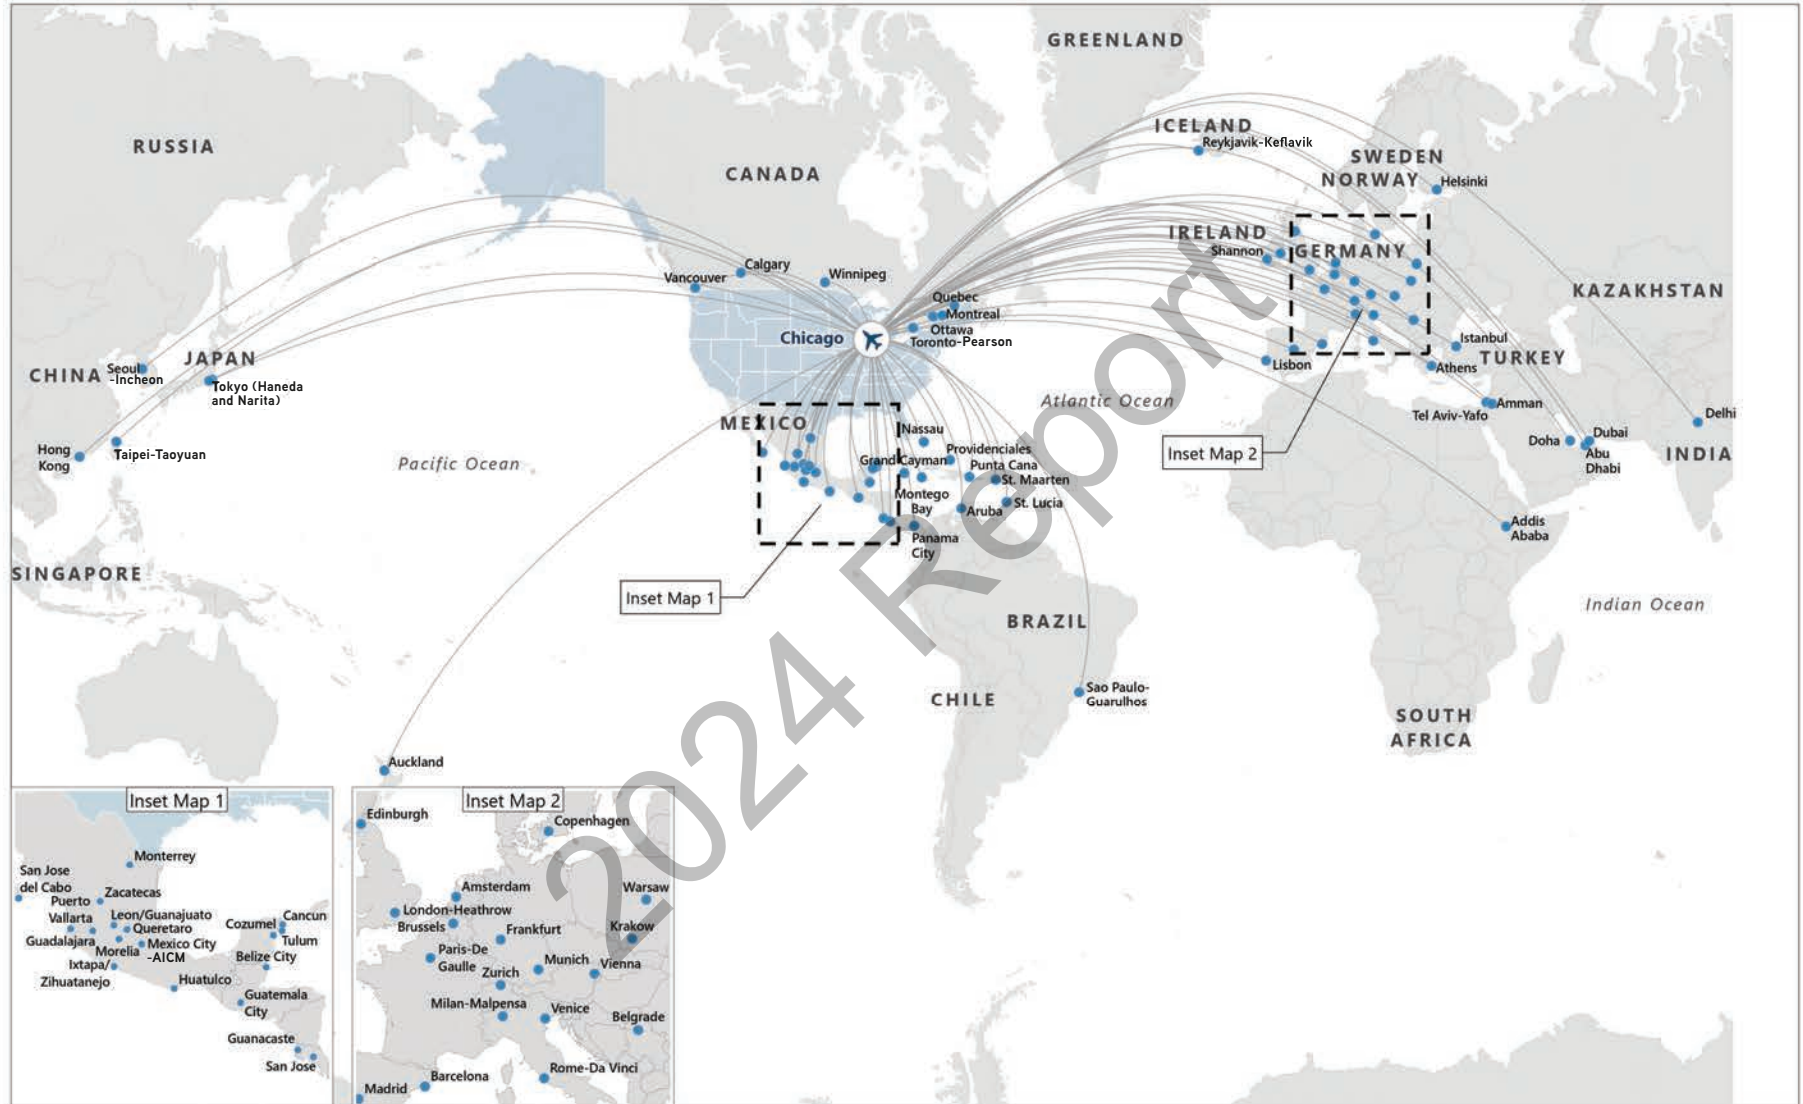 GREENLAND
ICELAND
Reykjavik-Keflavik
RUSSIA
CANADA
SWEDEN
NORWAY
Helsinki
IRELAND
Shannon
GERMANY
Calgary
Vancouver
Winnipeg
Quebec
Montreal
Ottawa
Toronto-Pearson
Chicago
KAZAKHSTAN
Istanbul
TURKEY
Athens
Lisbon
CHINA
Seoul
-Incheon
JAPAN
Tokyo (Haneda
and Narita)
Atlantic Ocean
Tel Aviv-Yafo
Amman
Delhi
INDIA
MEXICO
Nassau
Providenciales
Grand Cayman
Punta Cana
St. Maarten
Montego
Bay
Aruba
St. Lucia
Panama
City
Inset Map 2
Doha
Dubai
Abu
Dhabi
Hong
Kong
Taipei-Taoyuan
Pacific Ocean
Addis
Ababa
SINGAPORE
Inset Map 1
BRAZIL
Indian Ocean
CHILE
Sao Paulo-
Guarulhos
SOUTH
AFRICA
Auckland
2024 Report
Inset Map 1
Monterrey
San Jose
del Cabo
Zacatecas
Puerto
Vallarta
Leon/Guanajuato
Queretaro
Guadalajara
Morelia
Mexico City
-AICM
Ixtapa/
Zihuatanejo
Huatulco
Cozumel
Cancun
Tulum
Belize City
Guatemala
City
Guanacaste
San Jose
Inset Map 2
Edinburgh
Copenhagen
Amsterdam
Warsaw
London-Heathrow
Brussels
Frankfurt
Krakow
Paris-De
Gaulle
Zurich
Munich
Vienna
Milan-Malpensa
Venice
Belgrade
Rome-Da Vinci
Barcelona
Madrid